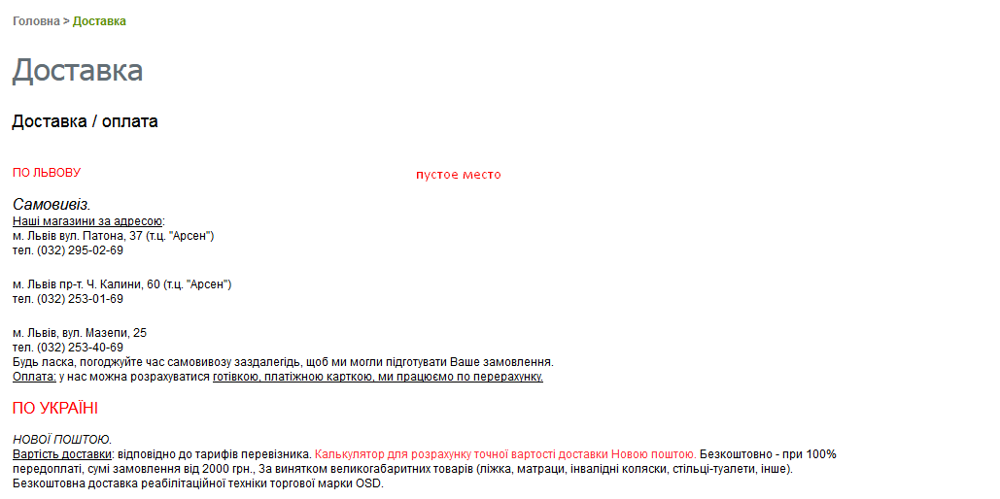 Головна > Доставка
Доставка
Доставка / оплата
ПО ЛЬВОВУ
пустое место
Самовивіз.
Наші магазини за адресою:
м. Львів вул. Патона, 37 (т.ц. "Арсен")
тел. (032) 295-02-69
м. Львів пр-т. Ч. Калини, 60 (т.ц. "Арсен")
тел. (032) 253-01-69
м. Львів, вул. Мазепи, 25
тел. (032) 253-40-69
Будь ласка, погоджуйте час самовивозу заздалегідь, щоб ми могли підготувати Ваше замовлення.
Оплата: у нас можна розрахуватися готівкою, платіжною карткою, ми працюємо по перерахунку.
ПО УКРАЇНІ
НОВОЇ ПОШТОЮ.
Вартість доставки: відповідно до тарифів перевізника. Калькулятор для розрахунку точної вартості доставки Новою поштою. Безкоштовно - при 100%
передоплаті, сумі замовлення від 2000 грн., За винятком великогабаритних товарів (ліжка, матраци, інвалідні коляски, стільці-туалети, інше).
Безкоштовна доставка реабілітаційної техніки торгової марки OSD.